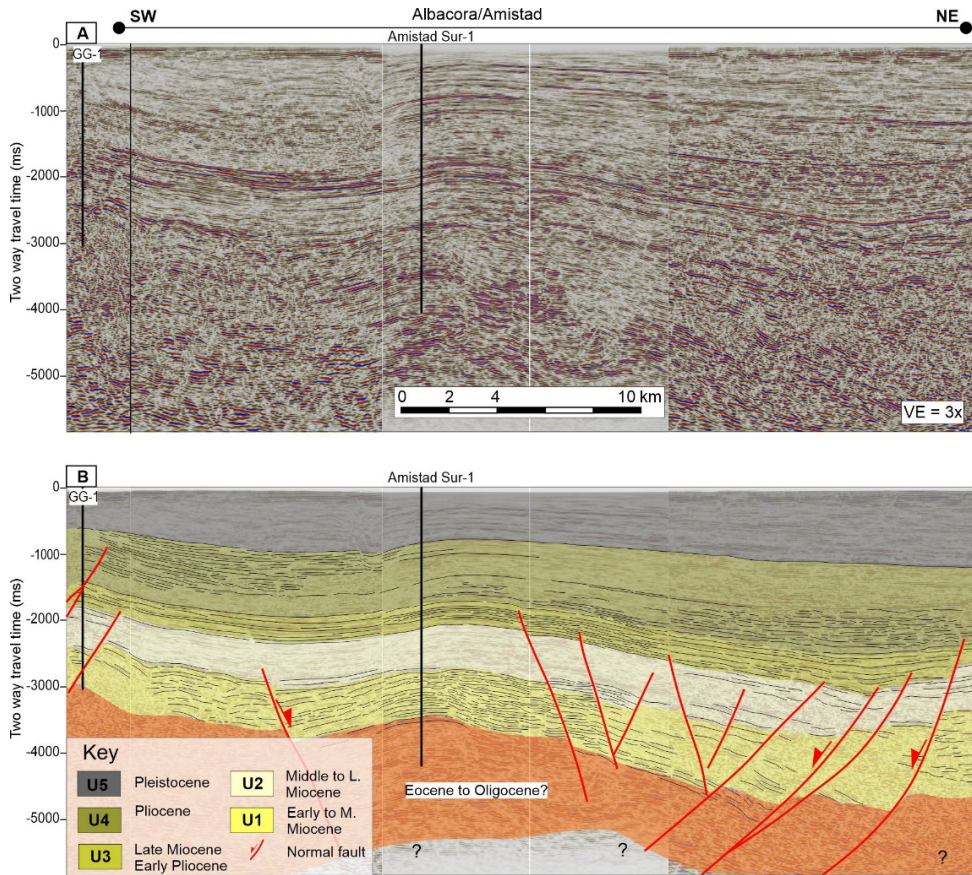 Albacora/Amistad
SW
NE
A
Amistad Sur-1
GG-1
0
-1000
-2000
-3000
-4000
-5000
Two way travel time (ms)
0 2 4 10 km
VE = 3x
B
Amistad Sur-1
GG-1
0
-1000
-2000
-3000
-4000
-5000
Two way travel time (ms)
Eocene to Oligocene?
? ? ?
Key
U5 Pleistocene
U4 Pliocene
U3 Late Miocene
Early Pliocene
U2 Middle to L.
Miocene
U1 Early to M.
Miocene
Normal fault